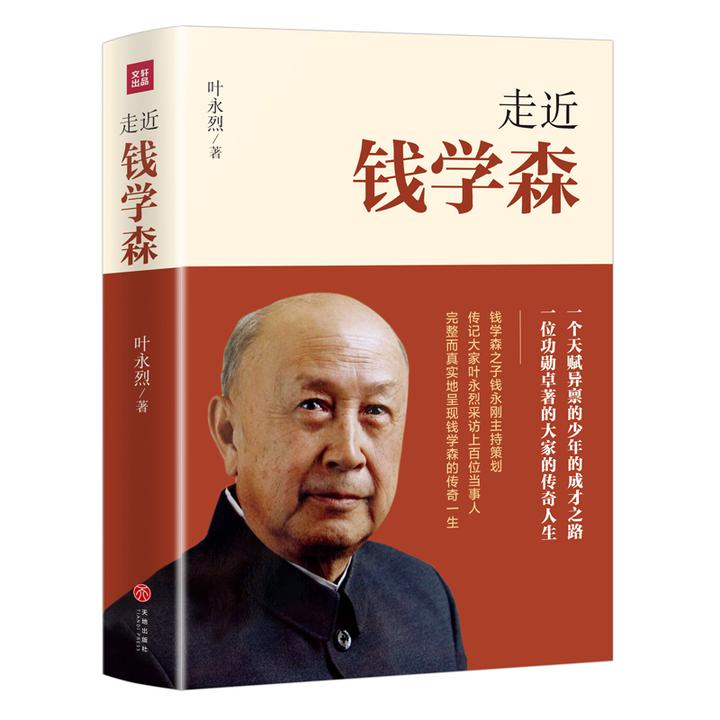 文轩
出品
走近
钱学森
叶永烈/著
天地出版社
TIANDI PRESS
叶永烈/著
走近
钱学森
一个天赋异禀的少年的成才之路
一位功勋卓著的大家的传奇人生
钱学森之子钱永刚主持策划
传记大家叶永烈采访上百位当事人
完整而真实地呈现钱学森的传奇一生